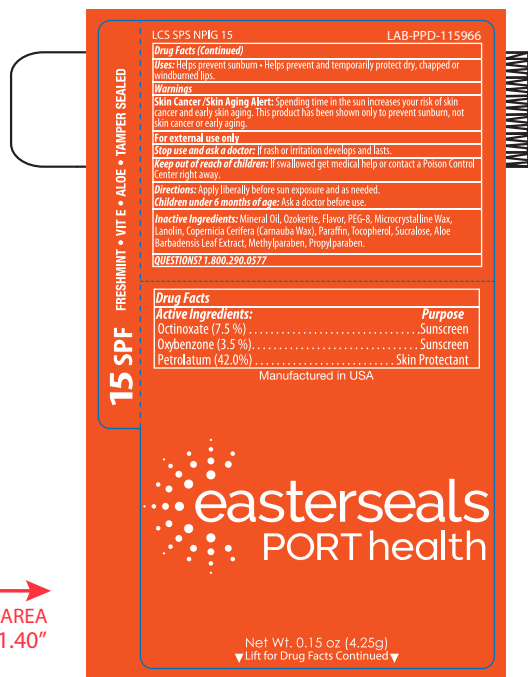 LCS SPS NPIG 15 LAB-PPD-115966
Drug Facts (Continued)
Uses: Helps prevent sunburn • Helps prevent and temporarily protect dry, chapped or
windburned lips.
Warnings
Skin Cancer /Skin Aging Alert: Spending time in the sun increases your risk of skin
cancer and early skin aging. This product has been shown only to prevent sunburn, not
skin cancer or early aging.
For external use only
Stop use and ask a doctor: If rash or irritation develops and lasts.
Keep out of reach of children: If swallowed get medical help or contact a Poison Control
Center right away.
Directions: Apply liberally before sun exposure and as needed.
Children under 6 months of age: Ask a doctor before use.
Inactive Ingredients: Mineral Oil, Ozokerite, Flavor, PEG-8, Microcrystalline Wax,
Lanolin, Copernicia Cerifera (Carnauba Wax), Paraffin, Tocopherol, Sucralose, Aloe
Barbadensis Leaf Extract, Methylparaben, Propylparaben.
QUESTIONS? 1.800.290.0577
15 SPF FRESHMINT • VIT E • ALOE • TAMPER SEALED
Drug Facts
Active Ingredients: Purpose
Octinoxate (7.5 %) ............................... Sunscreen
Oxybenzone (3.5 %) .............................. Sunscreen
Petrolatum (42.0%) .......................... Skin Protectant
Manufactured in USA
easterseals
PORT health
AREA
1.40”
Net Wt. 0.15 oz (4.25g)
▼Lift for Drug Facts Continued▼